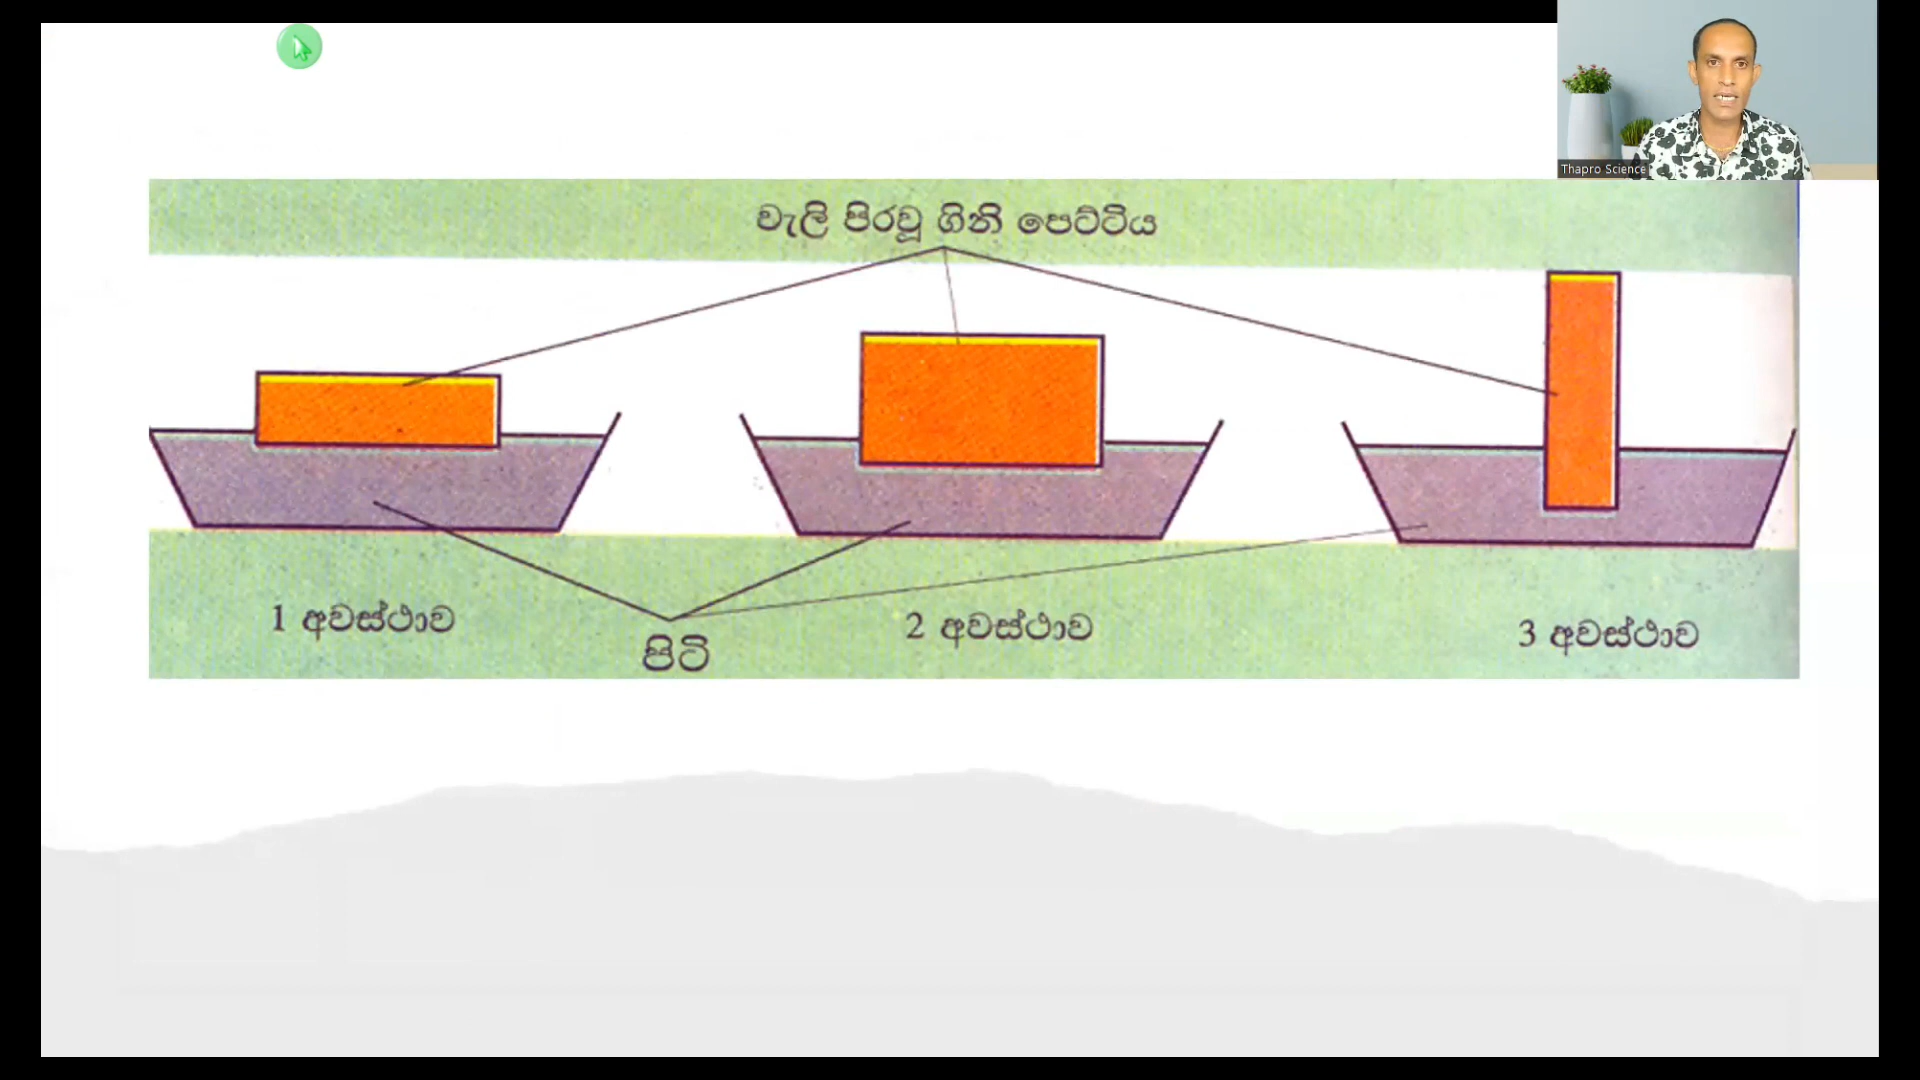 Thapro Science
වැලි පිරවූ ගිනි පෙට්ටිය
1 අවස්ථාව
2 අවස්ථාව
3 අවස්ථාව
පිටි